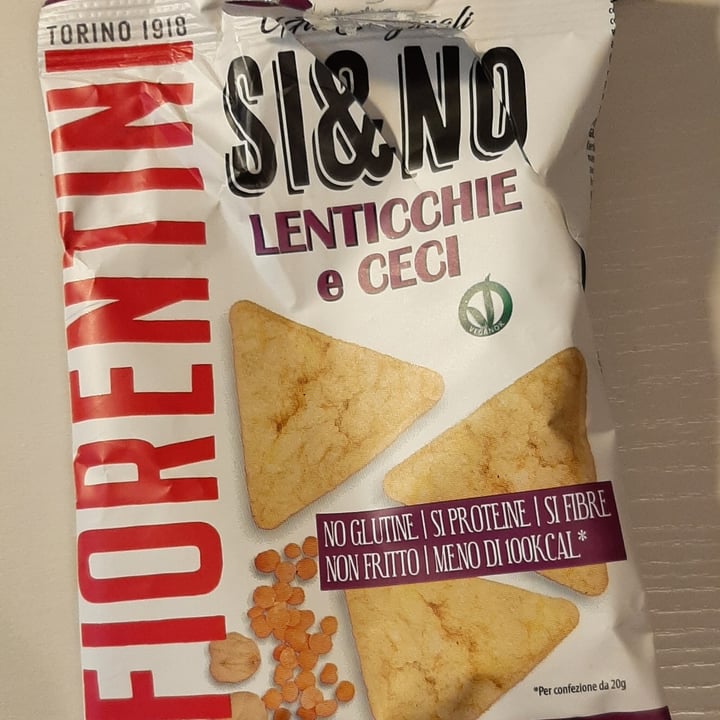 TORINO 1918
FIORENTINI
SI&NO
LENTICCHIE
e CECI
VEGANOK
NO GLUTINE | SI PROTEINE | SI FIBRE
NON FRITTO | MENO DI 100KCAL*
*Per confezione da 20g